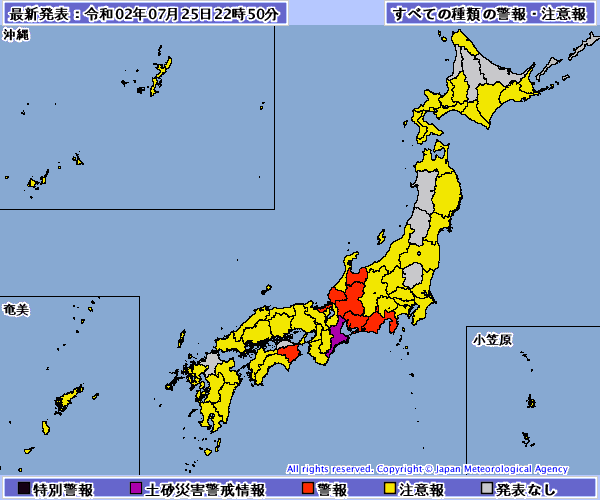 最新発表：令和02年07月25日22時50分
すべての種類の警報・注意報
沖縄
奄美
小笠原
All rights reserved. Copyright © Japan Meteorological Agency
特別警報 土砂災害警戒情報 警報 注意報 発表なし